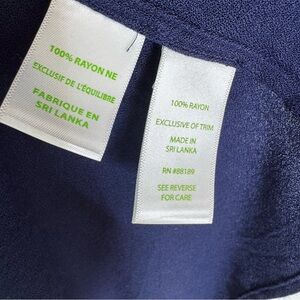 100% RAYON NE
EXCLUSIF DE L'ÉQUILIBRE
FABRIQUE EN
SRI LANKA
100% RAYON
EXCLUSIVE OF TRIM
MADE IN
SRI LANKA
RN #88189
SEE REVERSE
FOR CARE